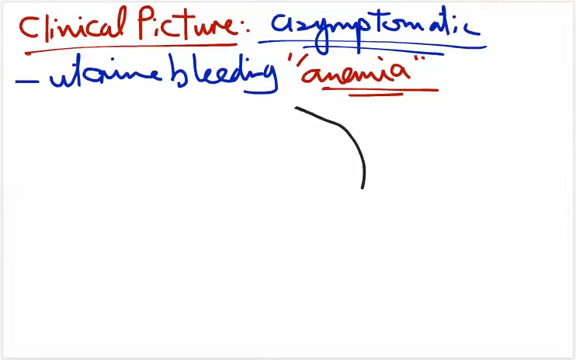 Clinical Picture: asymptomatic
- uterine bleeding "anemia"